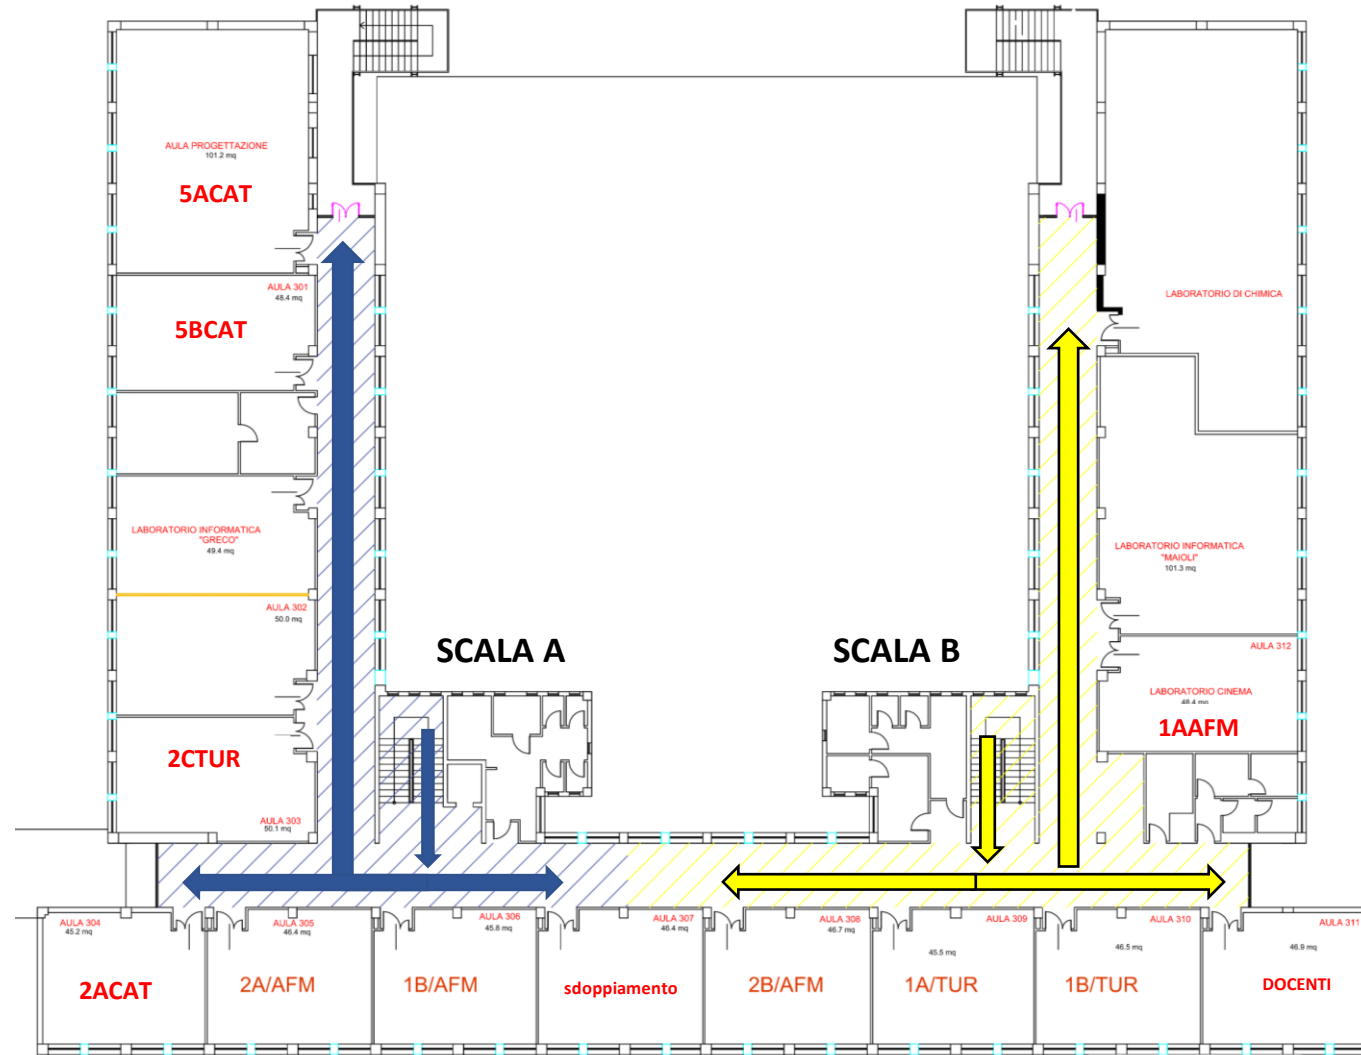 AULA PROGETTAZIONE
101.2 mq
5ACAT
AULA 301
48.4 mq
5BCAT
LABORATORIO INFORMATICA
"GRECO"
49.4 mq
AULA 302
50.0 mq
2CTUR
AULA 303
50.1 mq
SCALA A
SCALA B
LABORATORIO DI CHIMICA
LABORATORIO INFORMATICA
"MAIOLI"
101.3 mq
AULA 312
LABORATORIO CINEMA
48.4 mq
1AAFM
AULA 304
45.2 mq
2ACAT
AULA 305
46.4 mq
2A/AFM
AULA 306
45.8 mq
1B/AFM
AULA 307
46.4 mq
sdoppiamento
AULA 308
46.7 mq
2B/AFM
AULA 309
45.5 mq
1A/TUR
AULA 310
46.5 mq
1B/TUR
AULA 311
46.9 mq
DOCENTI